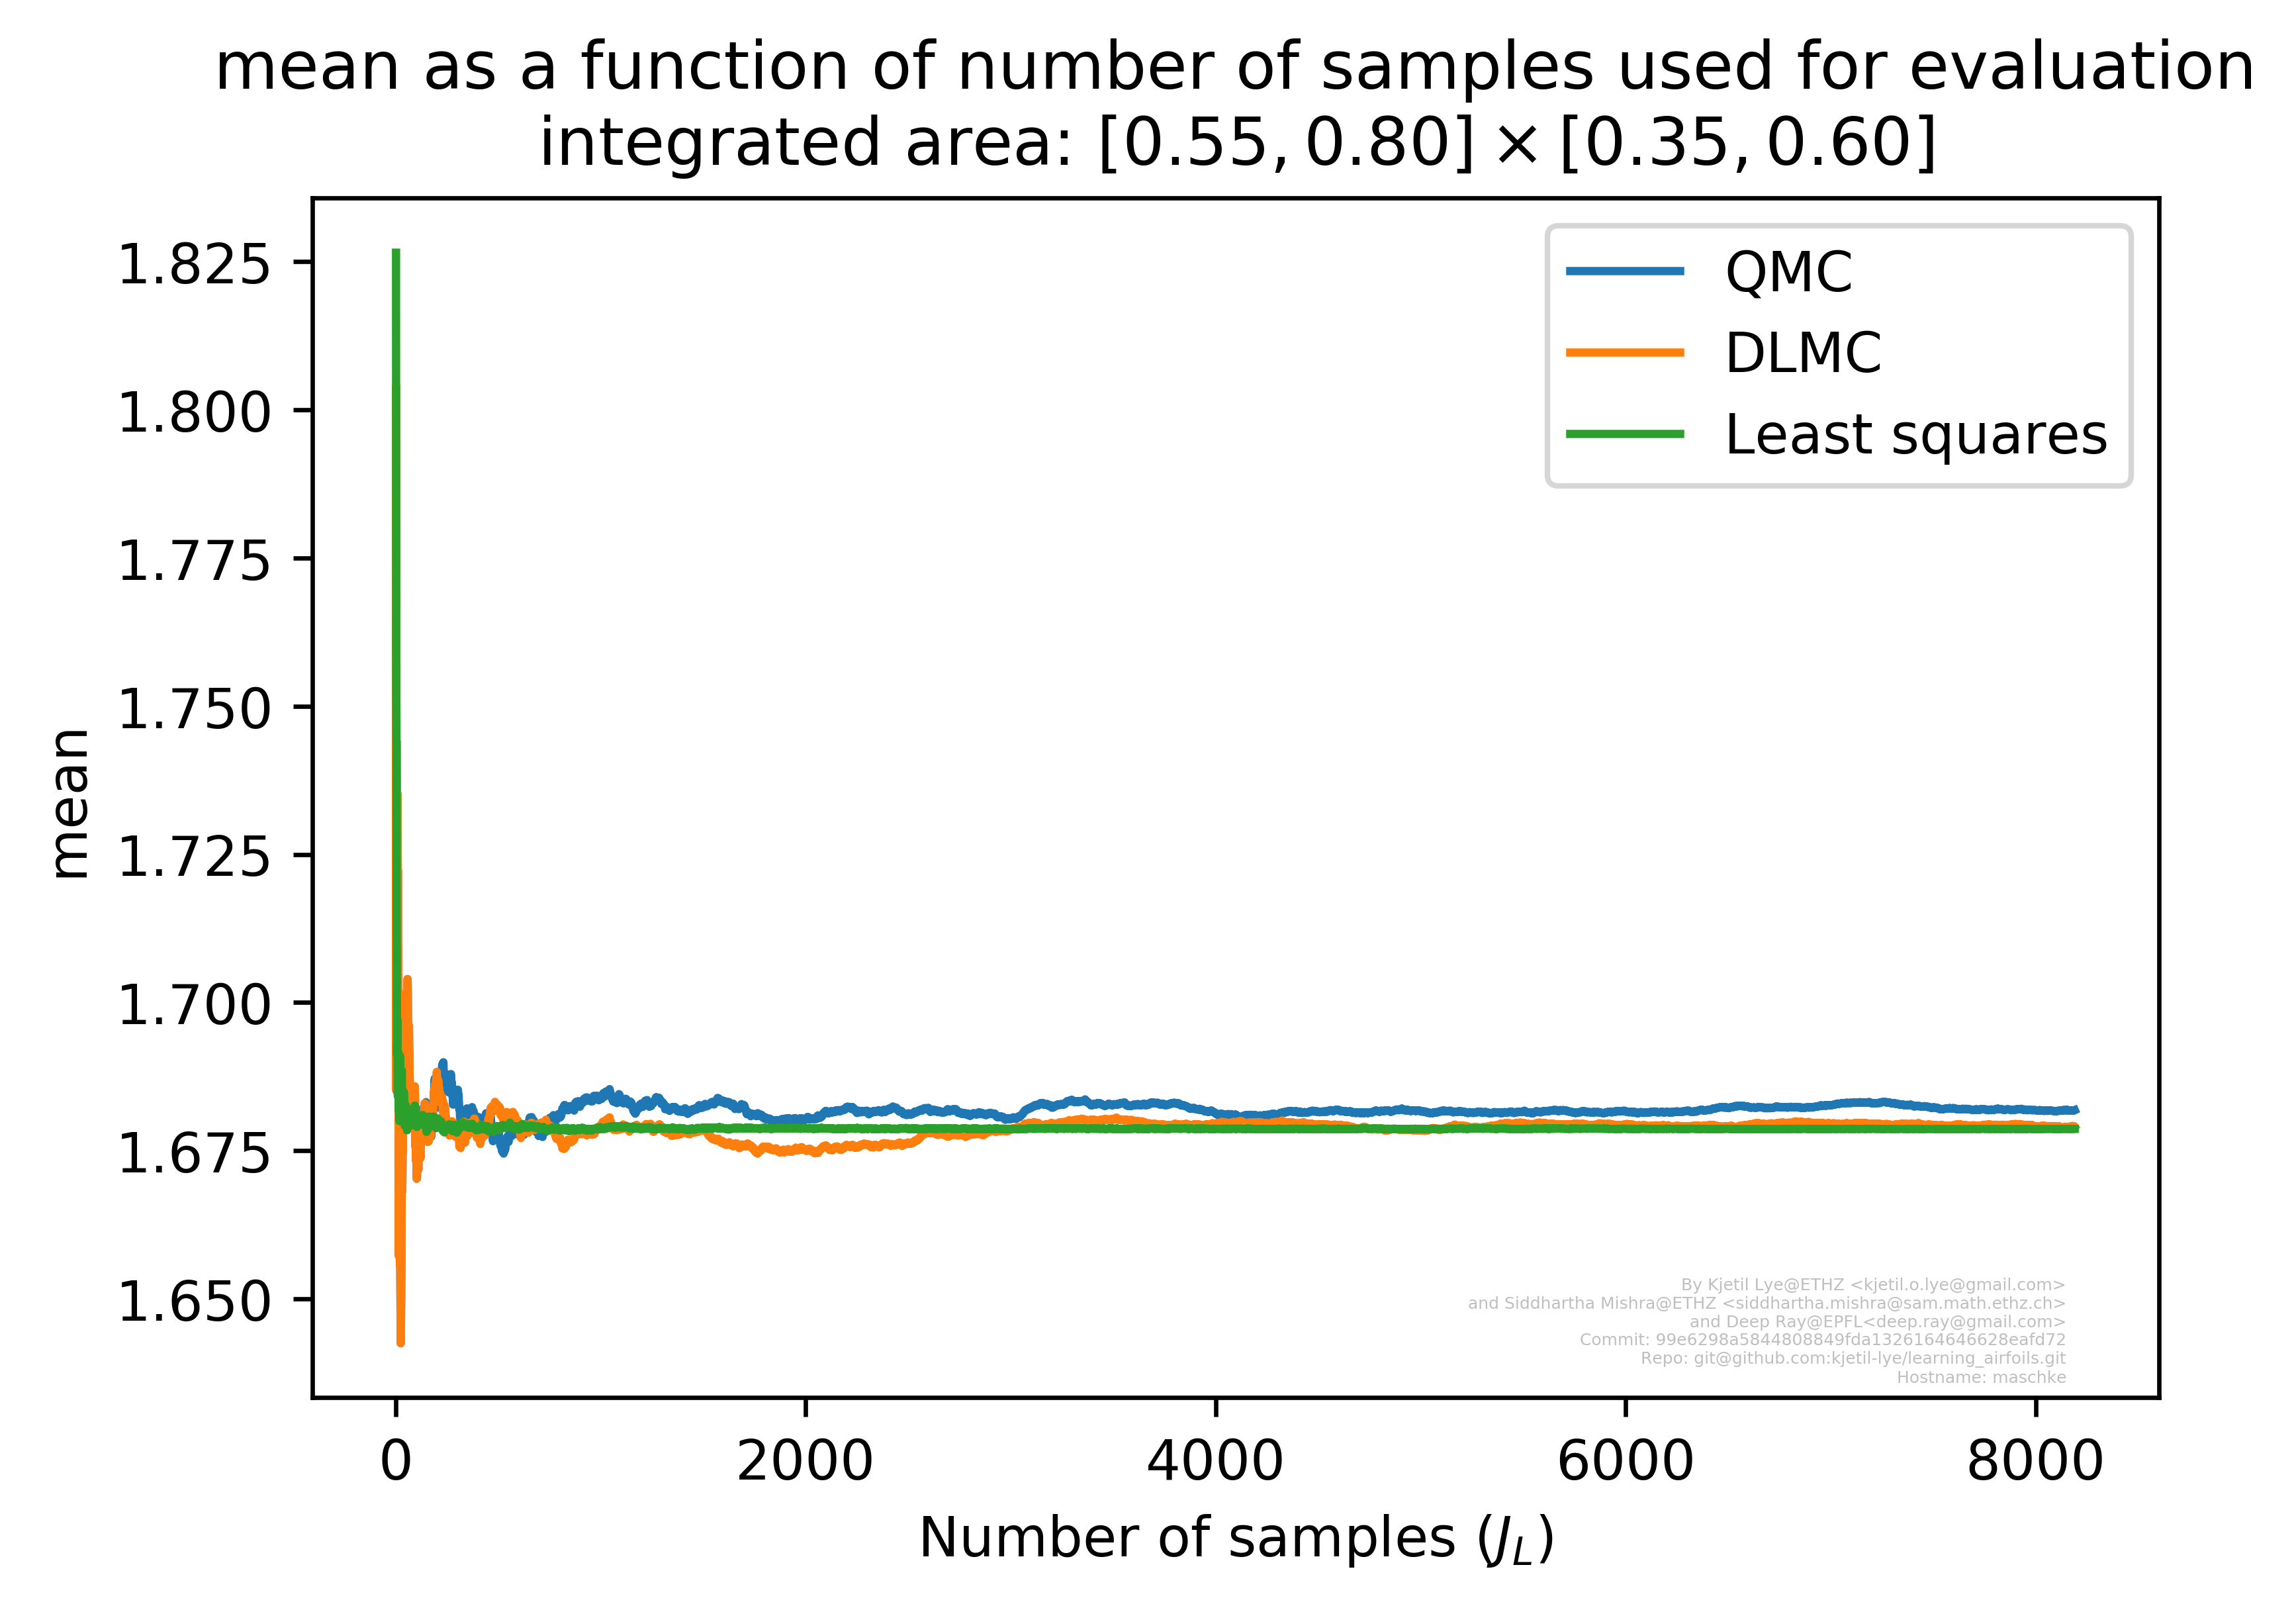 mean as a function of number of samples used for evaluation
integrated area: [0.55, 0.80] × [0.35, 0.60]
1.825
1.800
1.775
1.750
1.725
1.700
1.675
1.650
mean
QMC
DLMC
Least squares
By Kjetil Lye@ETHZ <kjetil.o.lye@gmail.com>
and Siddhartha Mishra@ETHZ <siddhartha.mishra@sam.math.ethz.ch>
and Deep Ray@EPFL<deep.ray@gmail.com>
Commit: 99e6298a5844808849fda1326164646628eafd72
Repo: git@github.com:kjetil-lye/learning_airfoils.git
Hostname: maschke
0 2000 4000 6000 8000
Number of samples (J_L)